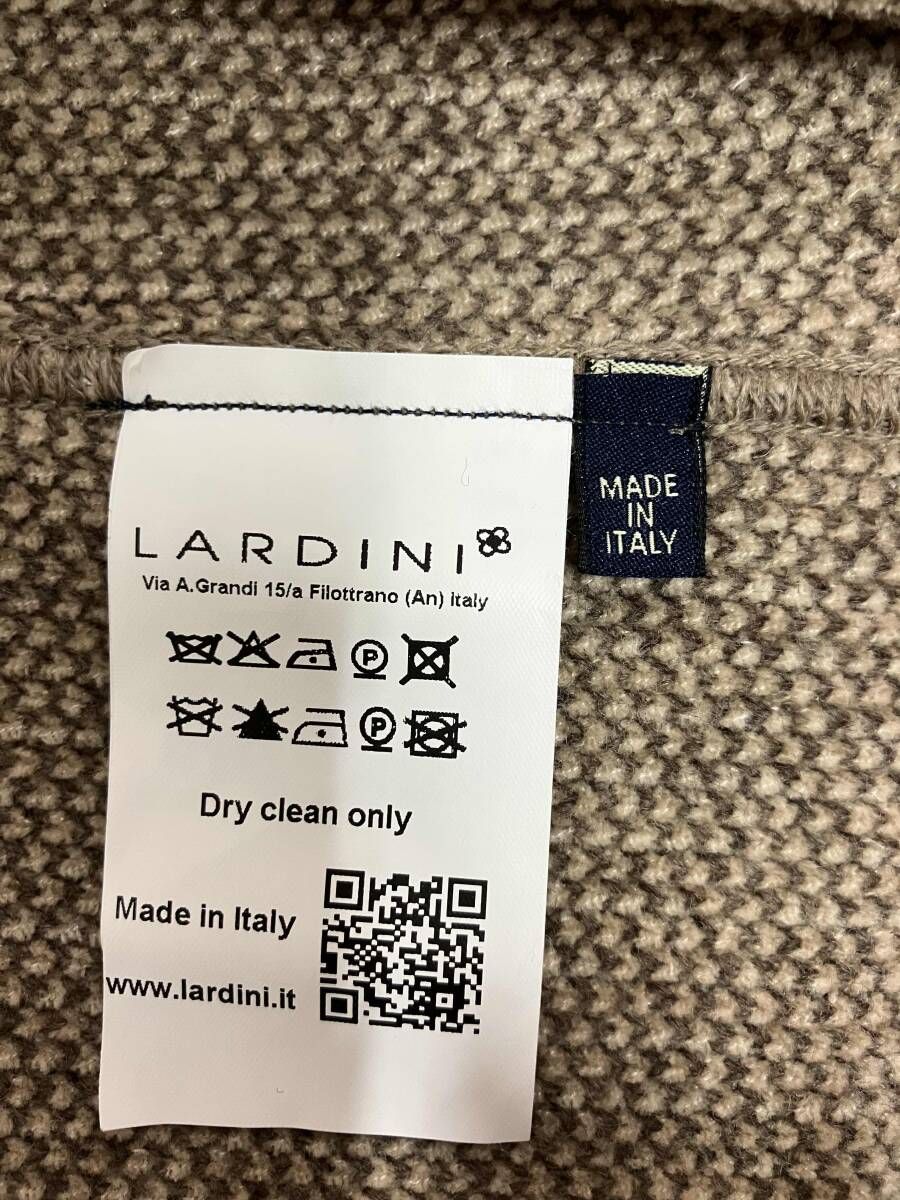 MADE
IN
ITALY
LARDINI
Via A.Grandi 15/a Filottrano (An) italy
P
P
Dry clean only
Made in Italy
www.lardini.it